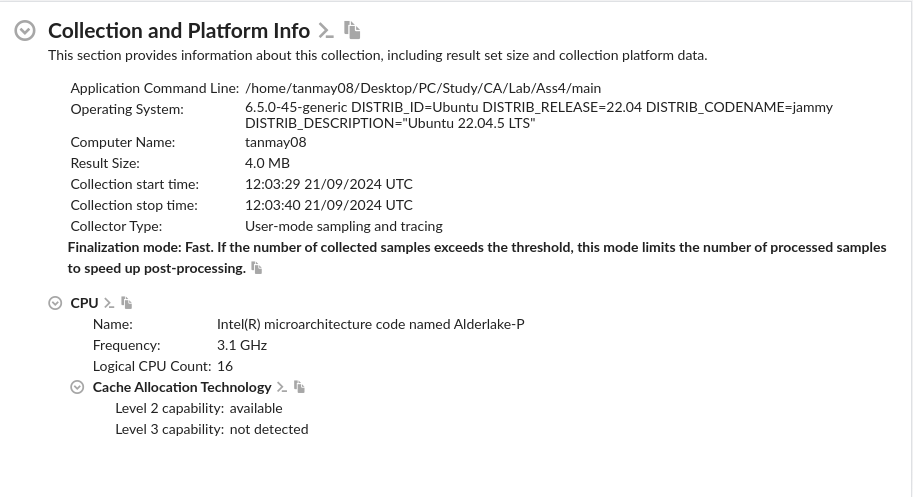 Collection and Platform Info
This section provides information about this collection, including result set size and collection platform data.
Application Command Line: /home/tanmay08/Desktop/PC/Study/CA/Lab/Ass4/main
Operating System: 6.5.0-45-generic DISTRIB_ID=Ubuntu DISTRIB_RELEASE=22.04 DISTRIB_CODENAME=jammy
DISTRIB_DESCRIPTION="Ubuntu 22.04.5 LTS"
Computer Name: tanmay08
Result Size: 4.0 MB
Collection start time: 12:03:29 21/09/2024 UTC
Collection stop time: 12:03:40 21/09/2024 UTC
Collector Type: User-mode sampling and tracing
Finalization mode: Fast. If the number of collected samples exceeds the threshold, this mode limits the number of processed samples
to speed up post-processing.
CPU
Name: Intel(R) microarchitecture code named Alderlake-P
Frequency: 3.1 GHz
Logical CPU Count: 16
Cache Allocation Technology
Level 2 capability: available
Level 3 capability: not detected